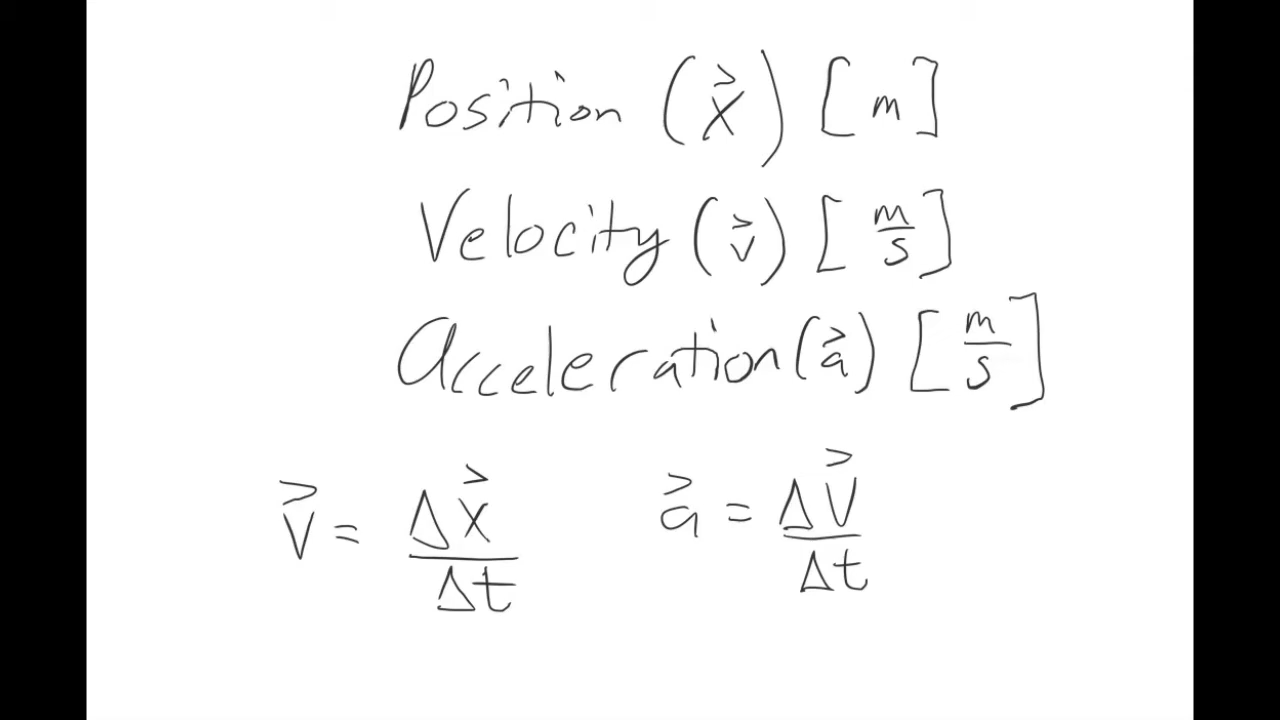 Position (x⃗) [m]
Velocity (v⃗) [m/s]
Acceleration (a⃗) [m/s]
v⃗ = Δx⃗/Δt a⃗ = Δv⃗/Δt